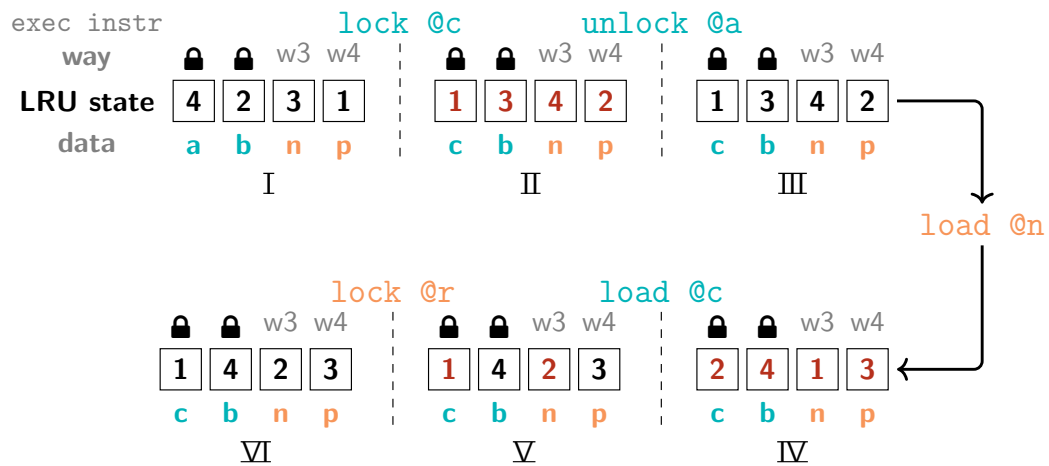 exec instr lock @c unlock @a
way w3 w4 w3 w4 w3 w4
LRU state 4 2 3 1 1 3 4 2 1 3 4 2
data a b n p c b n p c b n p
I II III
load @n
lock @r load @c
w3 w4 w3 w4 w3 w4
1 4 2 3 1 4 2 3 2 4 1 3
c b n p c b n p c b n p
VI V IV